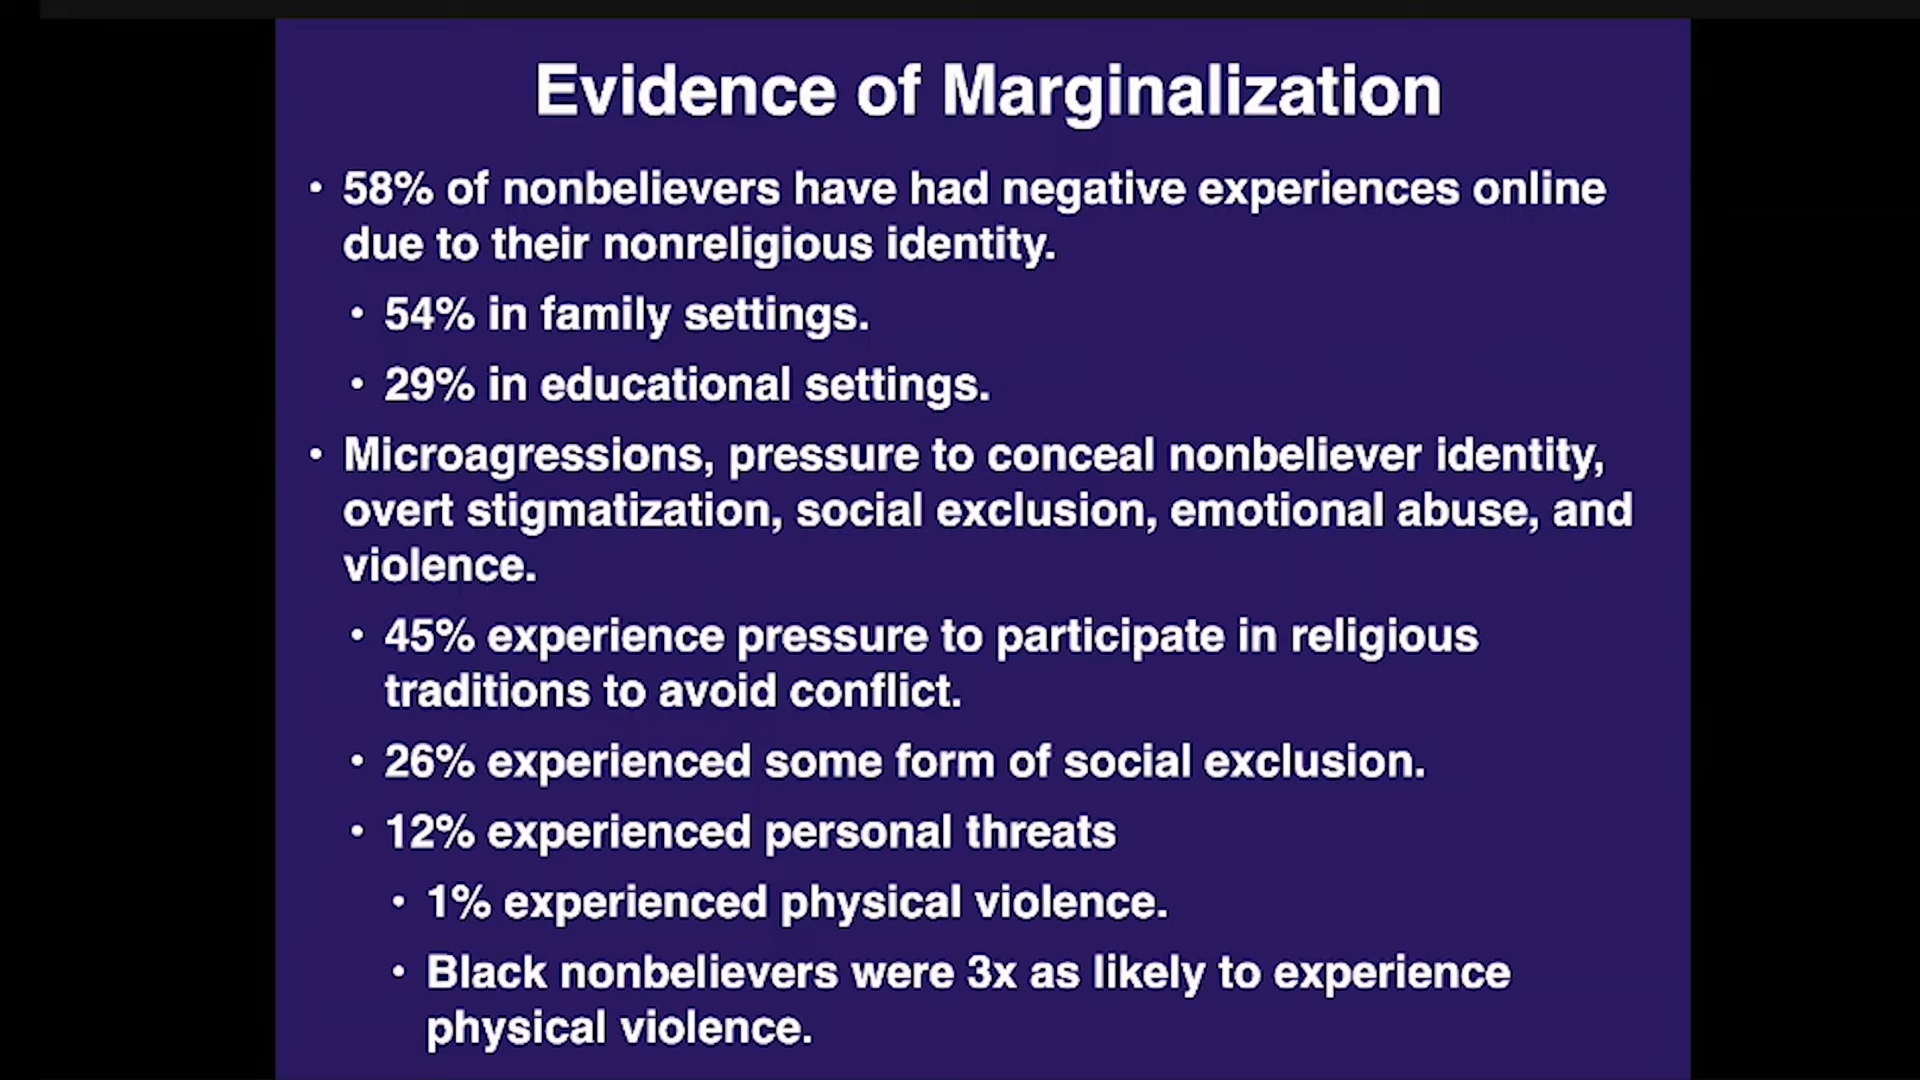 Evidence of Marginalization
• 58% of nonbelievers have had negative experiences online
due to their nonreligious identity.
• 54% in family settings.
• 29% in educational settings.
• Microagressions, pressure to conceal nonbeliever identity,
overt stigmatization, social exclusion, emotional abuse, and
violence.
• 45% experience pressure to participate in religious
traditions to avoid conflict.
• 26% experienced some form of social exclusion.
• 12% experienced personal threats
• 1% experienced physical violence.
• Black nonbelievers were 3x as likely to experience
physical violence.